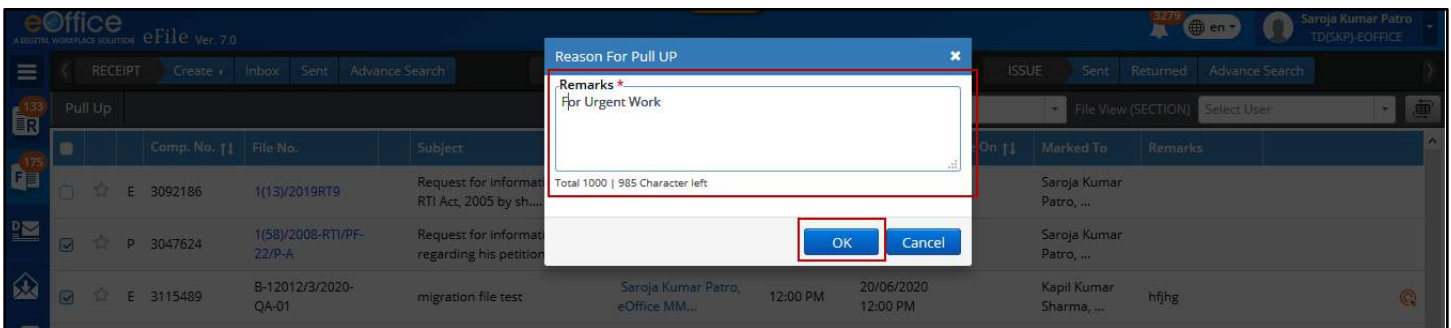 eOffice
A DIGITAL WORKPLACE SOLUTION eFile Ver. 7.0
3279 en Saroja Kumar Patro
TD(SKP)-EOFFICE
Reason For Pull UP
RECEIPT Create Inbox Sent Advance Search
ISSUE Sent Returned Advance Search
Remarks *
For Urgent Work
133 R
Pull Up
File View (SECTION) Select User
Comp. No. File No. Subject
On Marked To Remarks
175 F
Total 1000 | 985 Character left
E 3092186 1(13)/2019RT9
Request for informati
RTI Act, 2005 by sh....
Saroja Kumar
Patro, ...
D
P 3047624
1(58)/2008-RTI/PF-
22/P-A
Request for informati
regarding his petition
OK Cancel
Saroja Kumar
Patro, ...
E 3115489
B-12012/3/2020-
QA-01
migration file test
Saroja Kumar Patro,
eOffice MM...
12:00 PM
20/06/2020
12:00 PM
Kapil Kumar
Sharma, ...
hfjhg